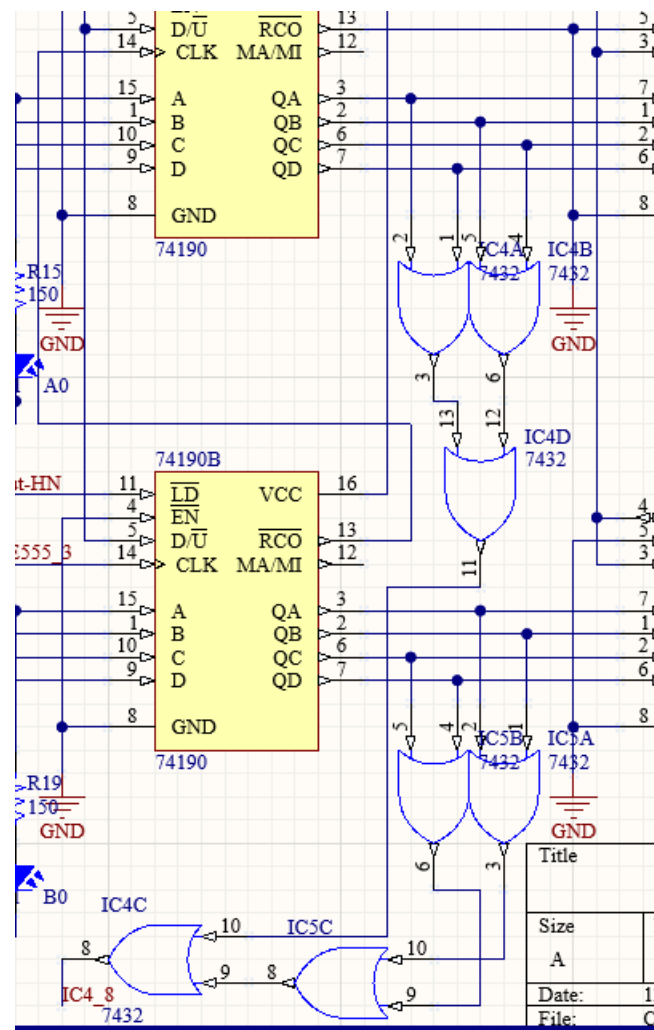 5 D/U RCO 13 5
14 CLK MA/MI 12 3
15 A QA 3 7
1 B QB 2 1
10 C QC 6 2
9 D QD 7 6
8 GND 8
74190
2 1 5 4
IC4A IC4B
7432 7432
R15
150
GND GND
A0
3 6
13 12
IC4D
7432
74190B
st-HN 11 LD VCC 16
4 EN 4
5 D/U RCO 13 5
E555_3 14 CLK MA/MI 12 3
11
15 A QA 3 7
1 B QB 2 1
10 C QC 6 2
9 D QD 7 6
8 GND 8
74190
5 4 2 1
IC5B IC5A
7432 7432
R19
150
GND GND
6 3
Title
B0
IC4C 10 IC5C
Size
8 9 8 10
A
9
IC4_8
7432
Date: 1
File: C